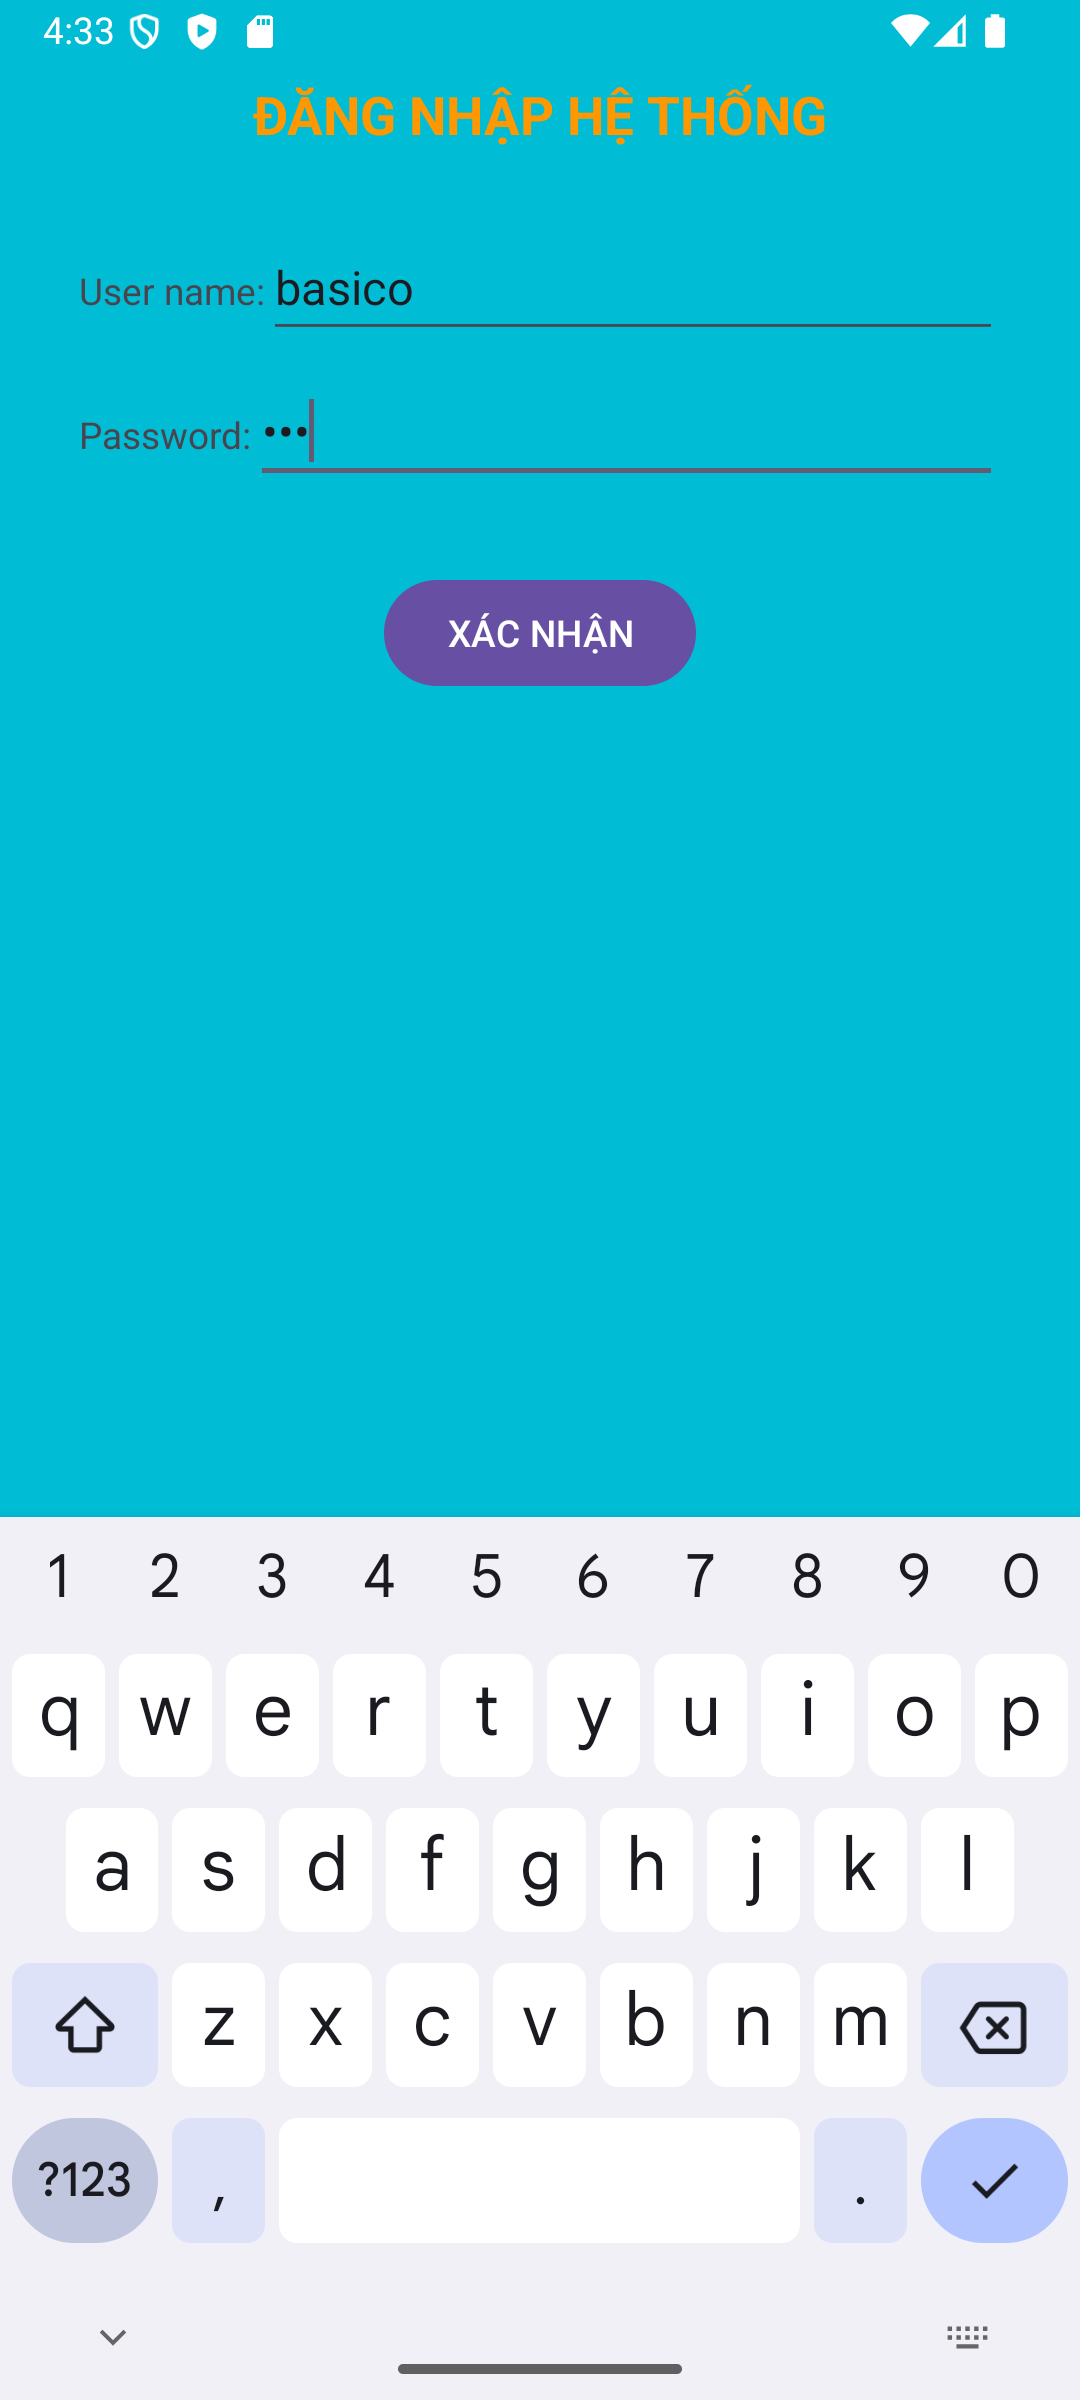 4:33
ĐĂNG NHẬP HỆ THỐNG
User name: basico
Password: •••
XÁC NHẬN
1 2 3 4 5 6 7 8 9 0
q w e r t y u i o p
a s d f g h j k l
z x c v b n m
?123 , .